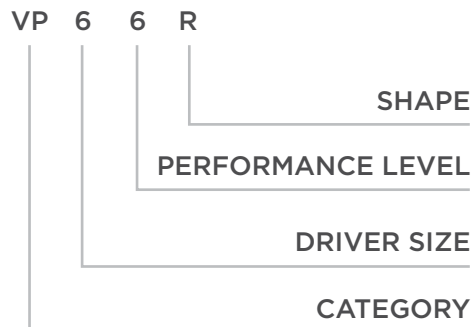 VP 6 6 R
SHAPE
PERFORMANCE LEVEL
DRIVER SIZE
CATEGORY